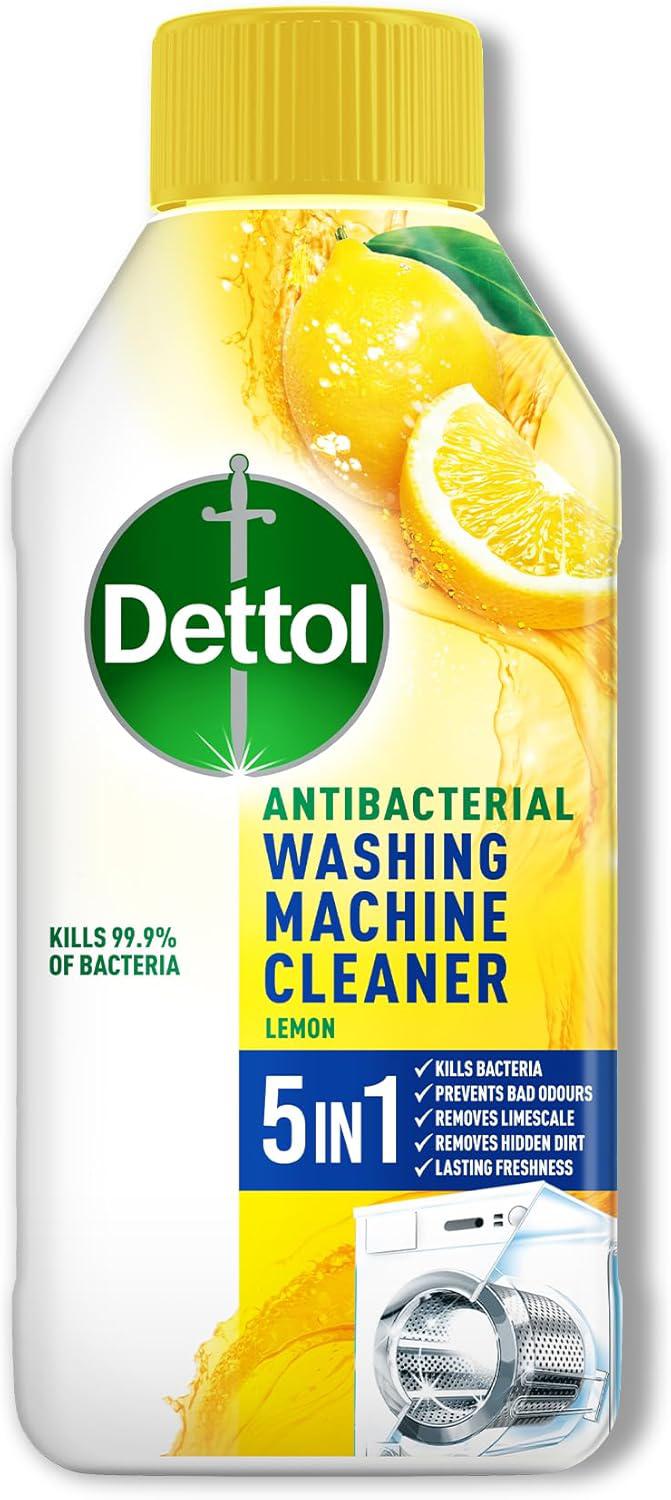 Dettol
ANTIBACTERIAL
WASHING
MACHINE
CLEANER
LEMON
KILLS 99.9%
OF BACTERIA
5 IN 1
KILLS BACTERIA
PREVENTS BAD ODOURS
REMOVES LIMESCALE
REMOVES HIDDEN DIRT
LASTING FRESHNESS